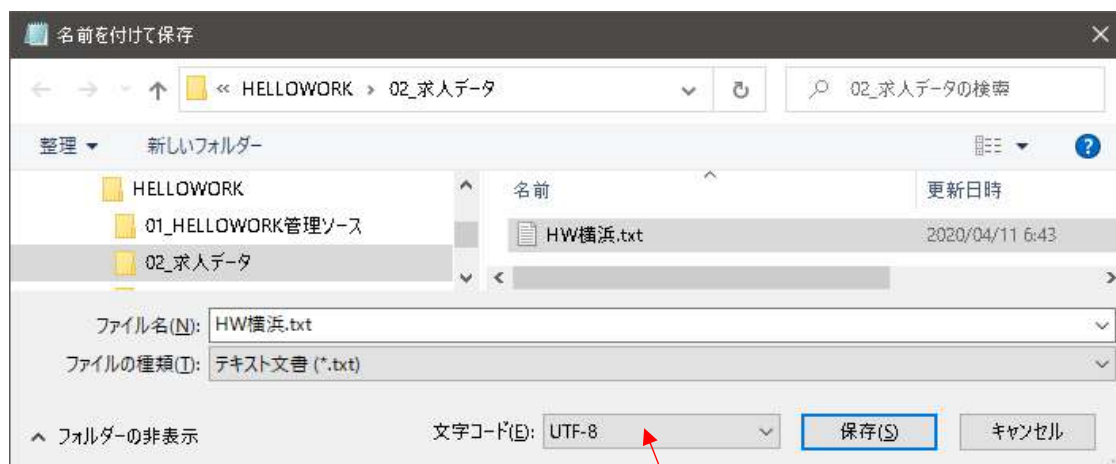 名前を付けて保存
« HELLOWORK › 02_求人データ
02_求人データの検索
整理
新しいフォルダー
HELLOWORK
01_HELLOWORK管理ソース
02_求人データ
名前
更新日時
HW横浜.txt
2020/04/11 6:43
ファイル名(N): HW横浜.txt
ファイルの種類(T): テキスト文書 (*.txt)
フォルダーの非表示
文字コード(E): UTF-8
保存(S)
キャンセル